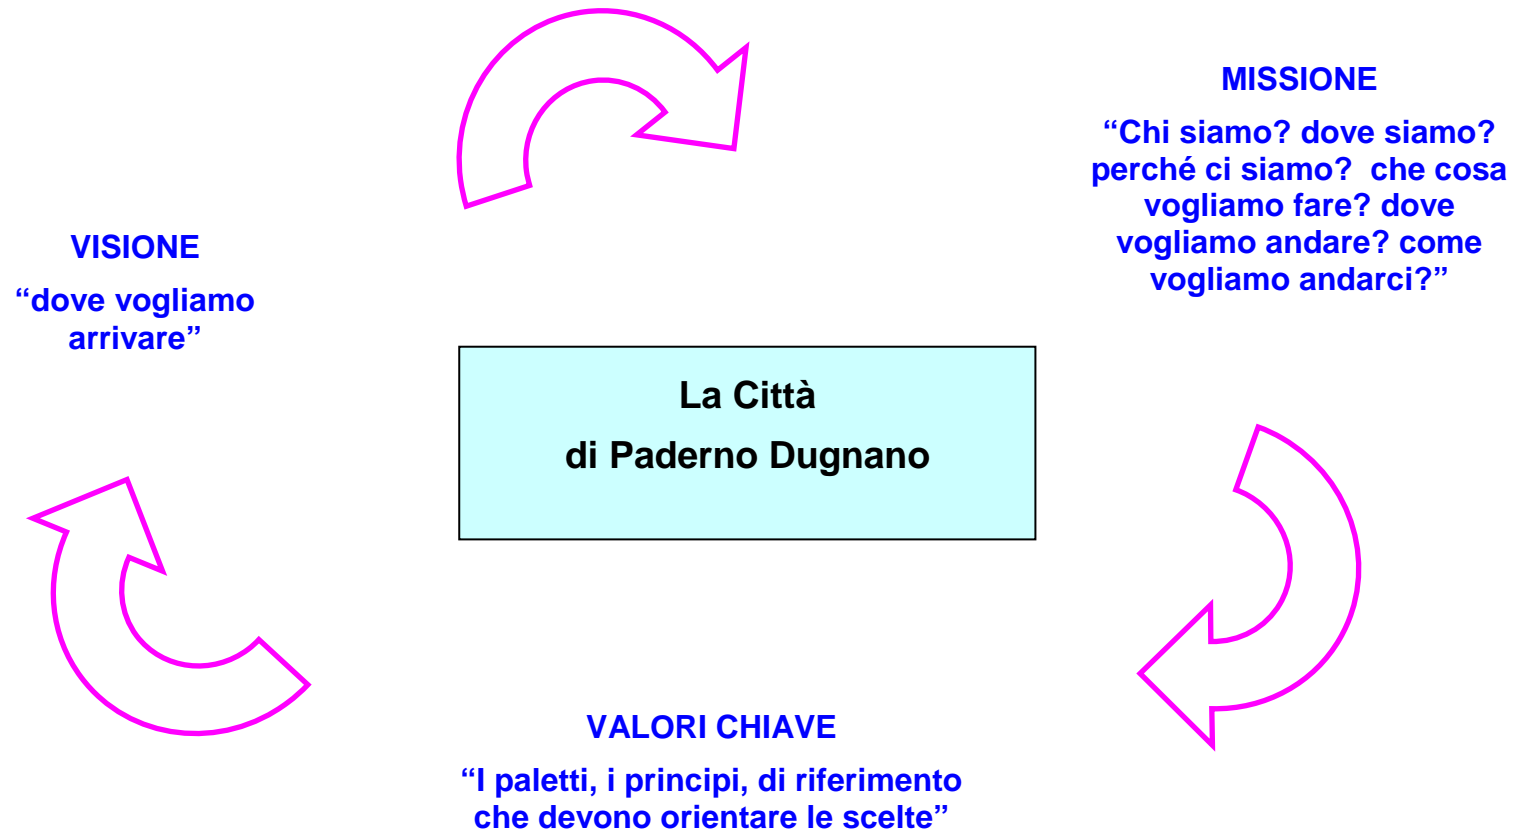 MISSIONE
“Chi siamo? dove siamo?
perché ci siamo?  che cosa
vogliamo fare? dove
vogliamo andare? come
vogliamo andarci?”
VISIONE
“dove vogliamo
arrivare”
La Città
di Paderno Dugnano
VALORI CHIAVE
“I paletti, i principi, di riferimento
che devono orientare le scelte”